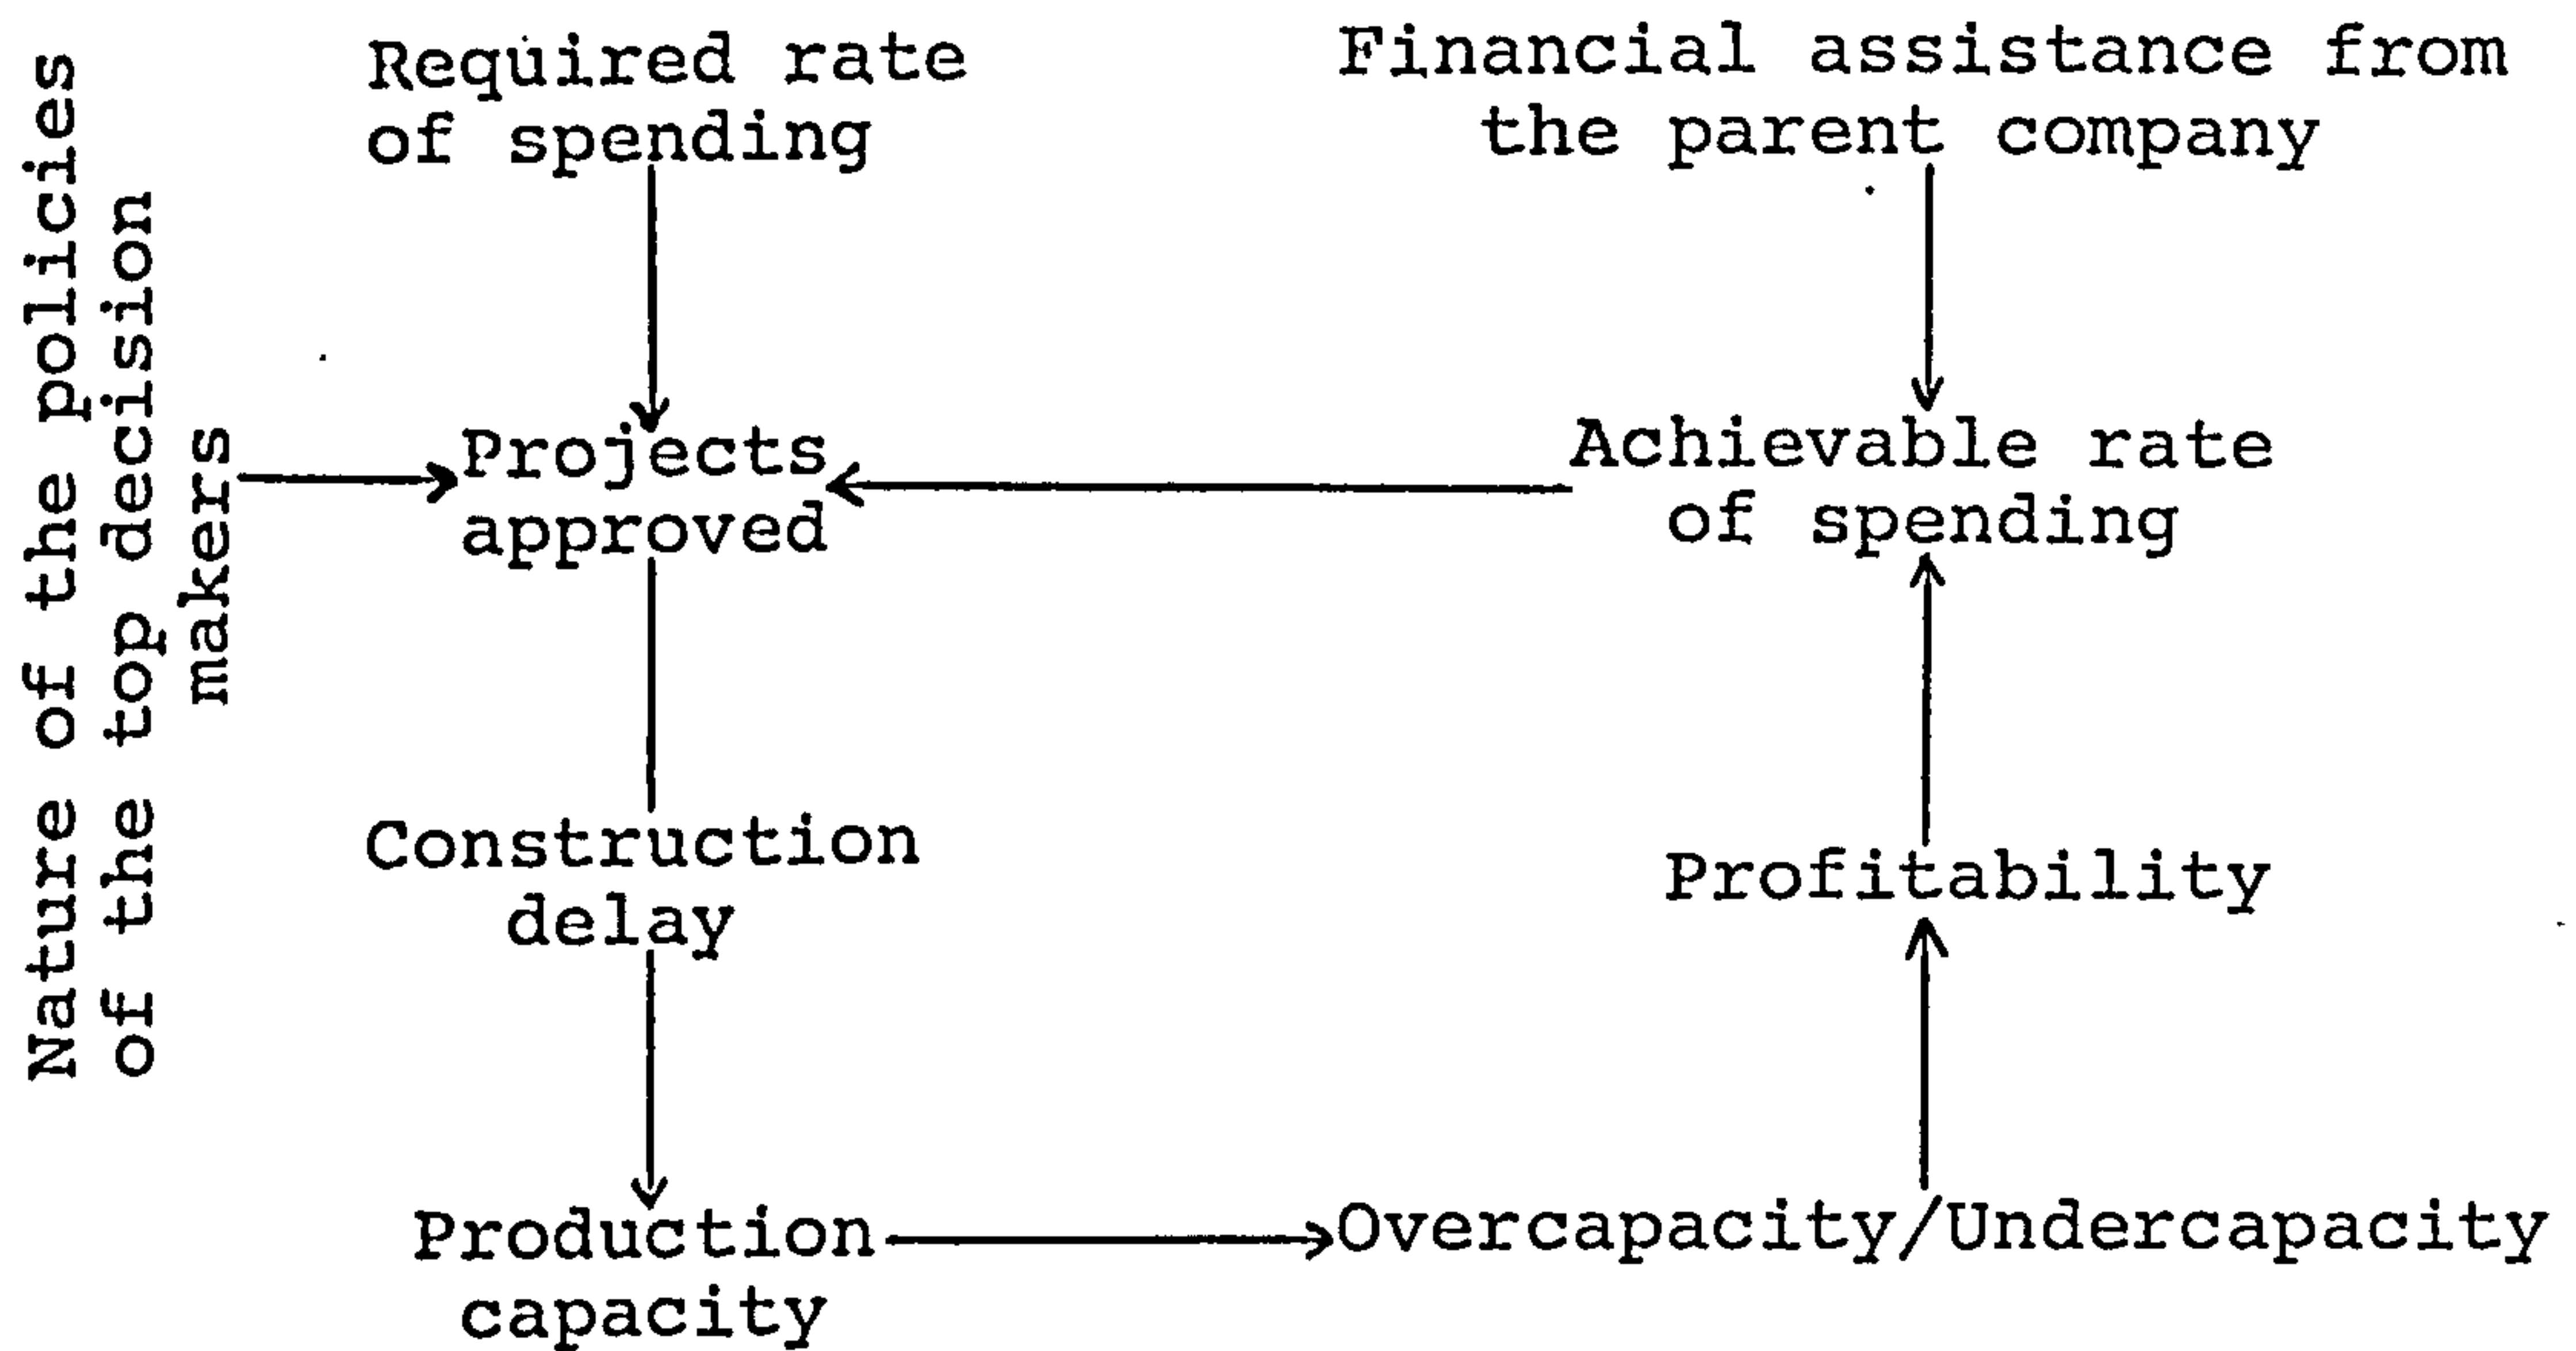 Nature of the policies
of the top decision
makers
Required rate
of spending
Financial assistance from
the parent company
Projects
approved
Achievable rate
of spending
Construction
delay
Profitability
Production
capacity
Overcapacity/Undercapacity